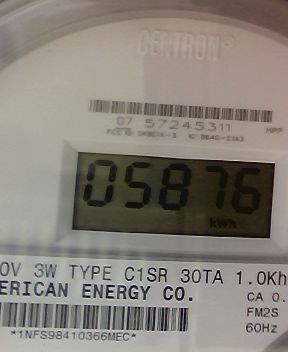 CENTRON®
07 57245311
HPP
05876
kWh
0V 3W TYPE C1SR 30TA 1.0Kh
ERICAN ENERGY CO.
CA 0.
FM2S
60Hz
*1NFS98410366MEC*